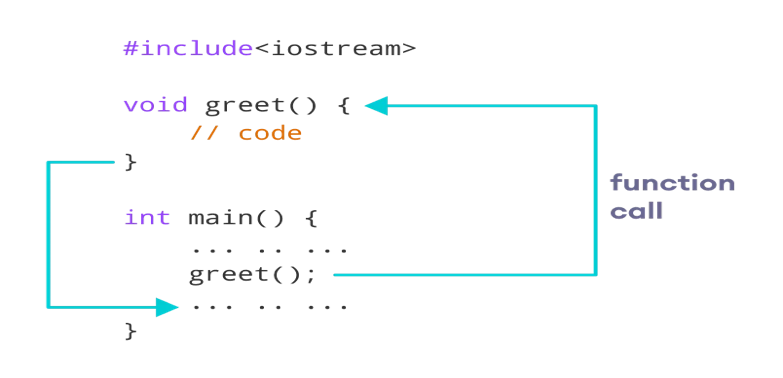 #include<iostream>
void greet() {
// code
}
function
call
int main() {
... .. ...
greet();
... .. ...
}